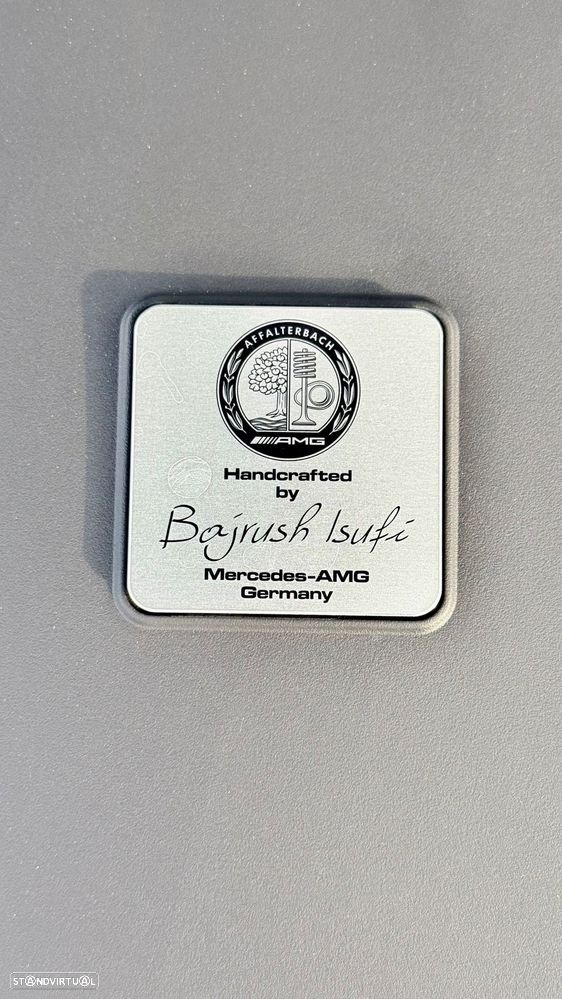 AFFALTERBACH
AMG
Handcrafted
by
Bajrush Isufi
Mercedes-AMG
Germany
STANDVIRTUAL